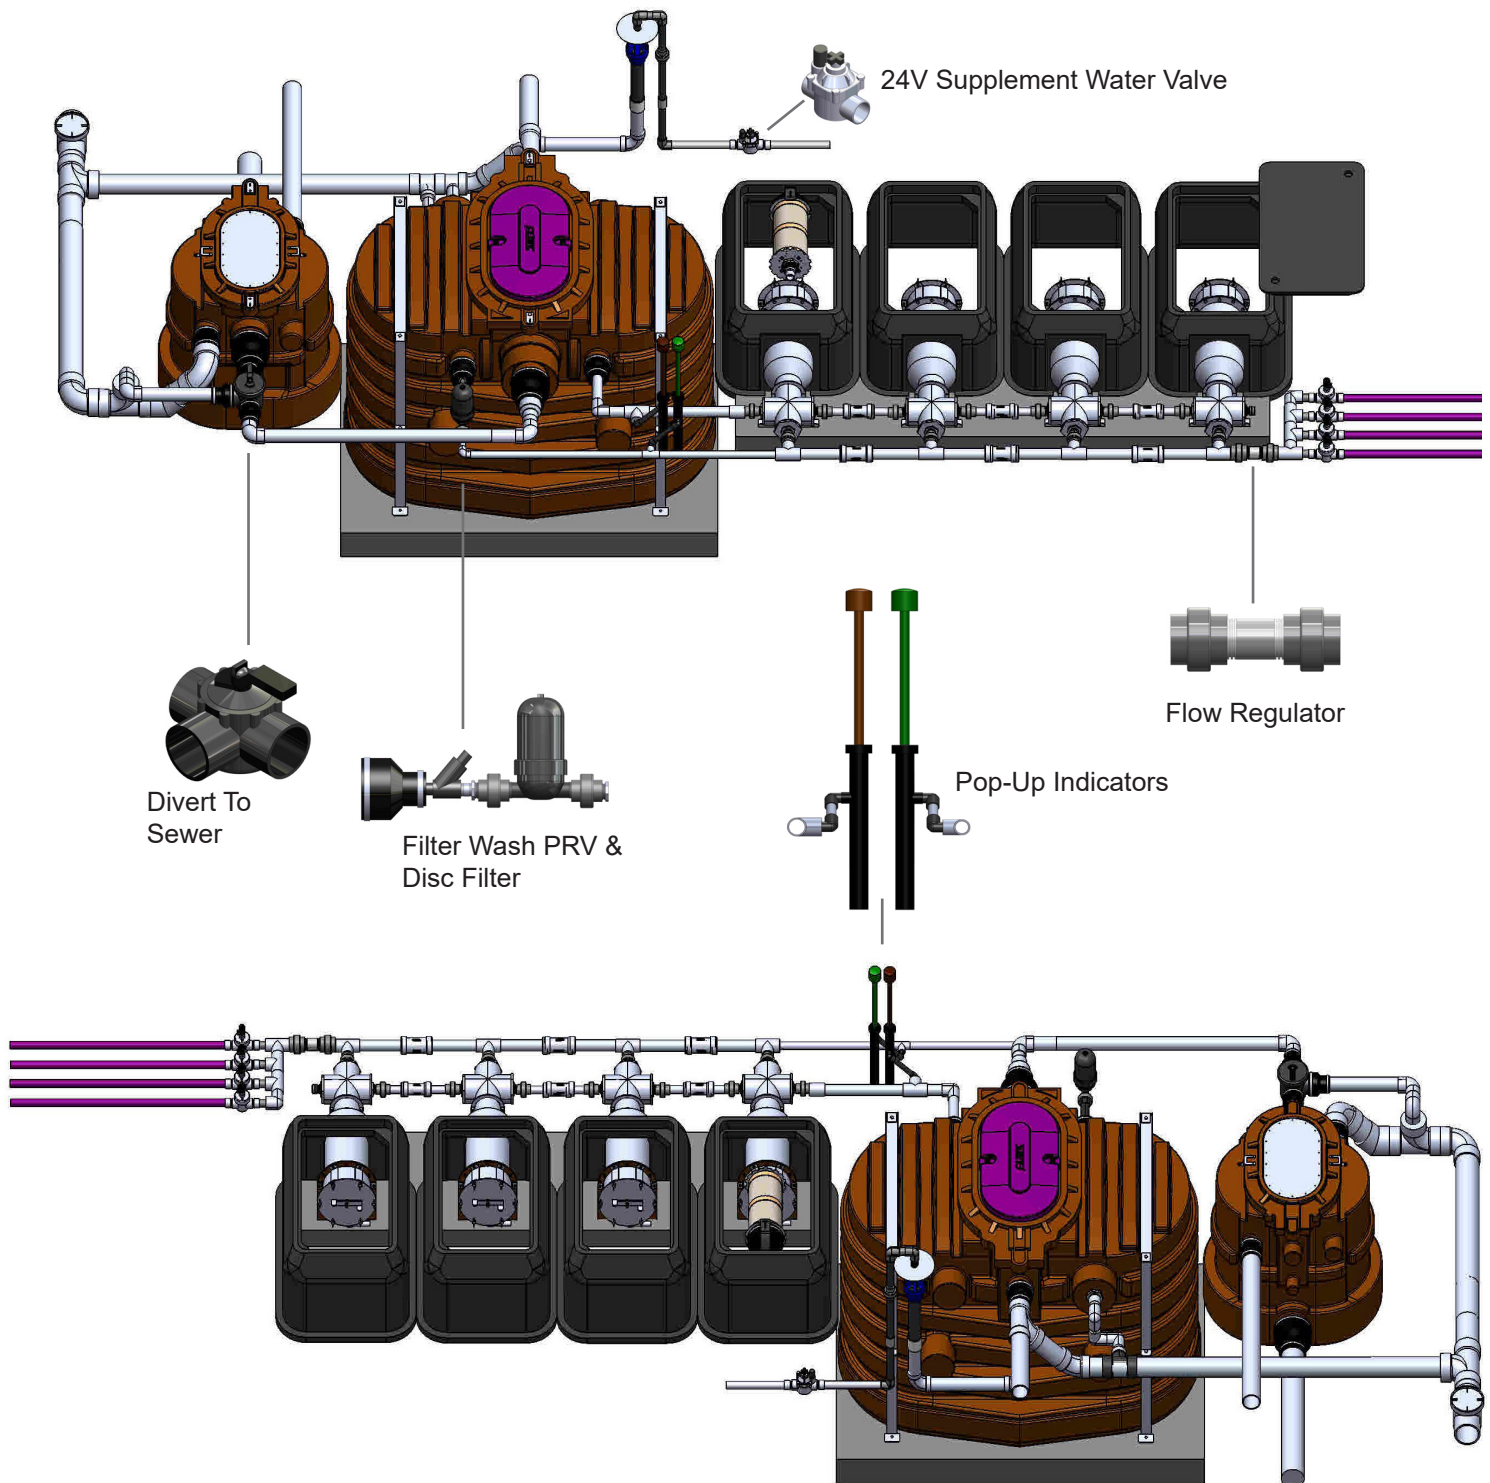 24V Supplement Water Valve
Flow Regulator
Pop-Up Indicators
Divert To
Sewer
Filter Wash PRV &
Disc Filter